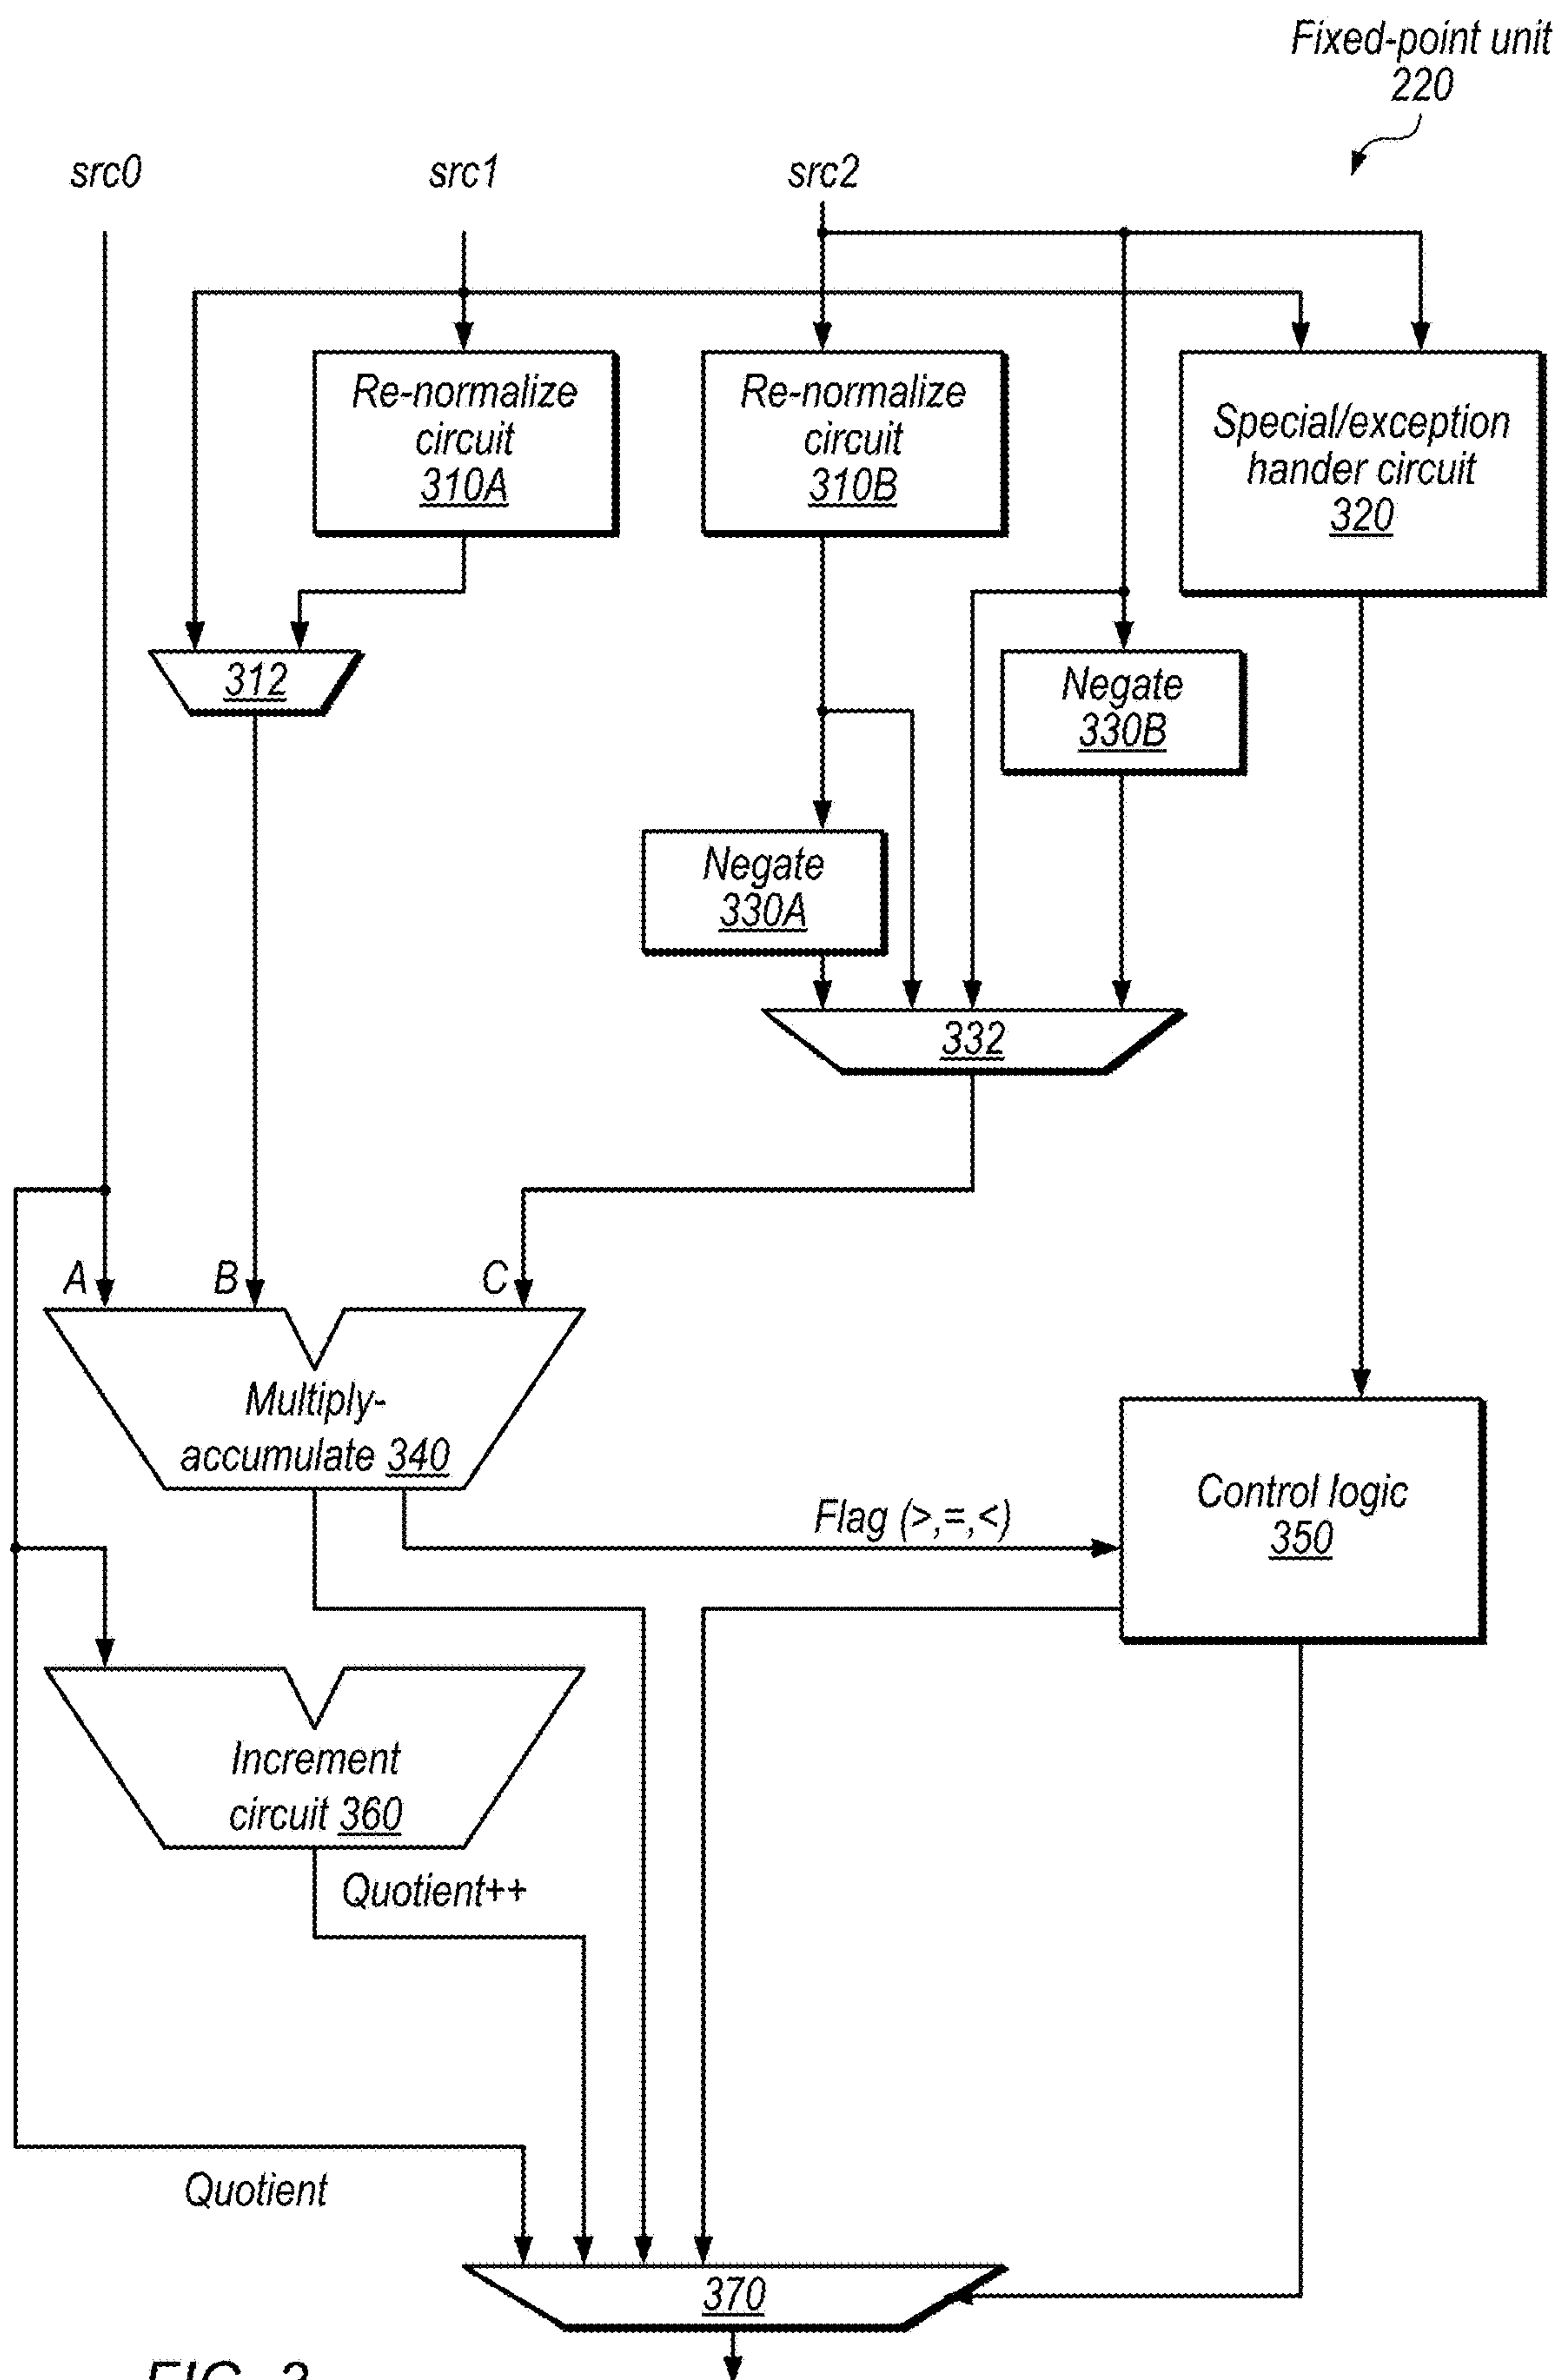 Fixed-point unit
220
src0
src1
src2
Re-normalize
circuit
310A
Re-normalize
circuit
310B
Special/exception
hander circuit
320
312
Negate
330B
Negate
330A
332
A
B
C
Multiply-
accumulate 340
Flag (>,=,<)
Control logic
350
Increment
circuit 360
Quotient++
Quotient
370
FIG. 3